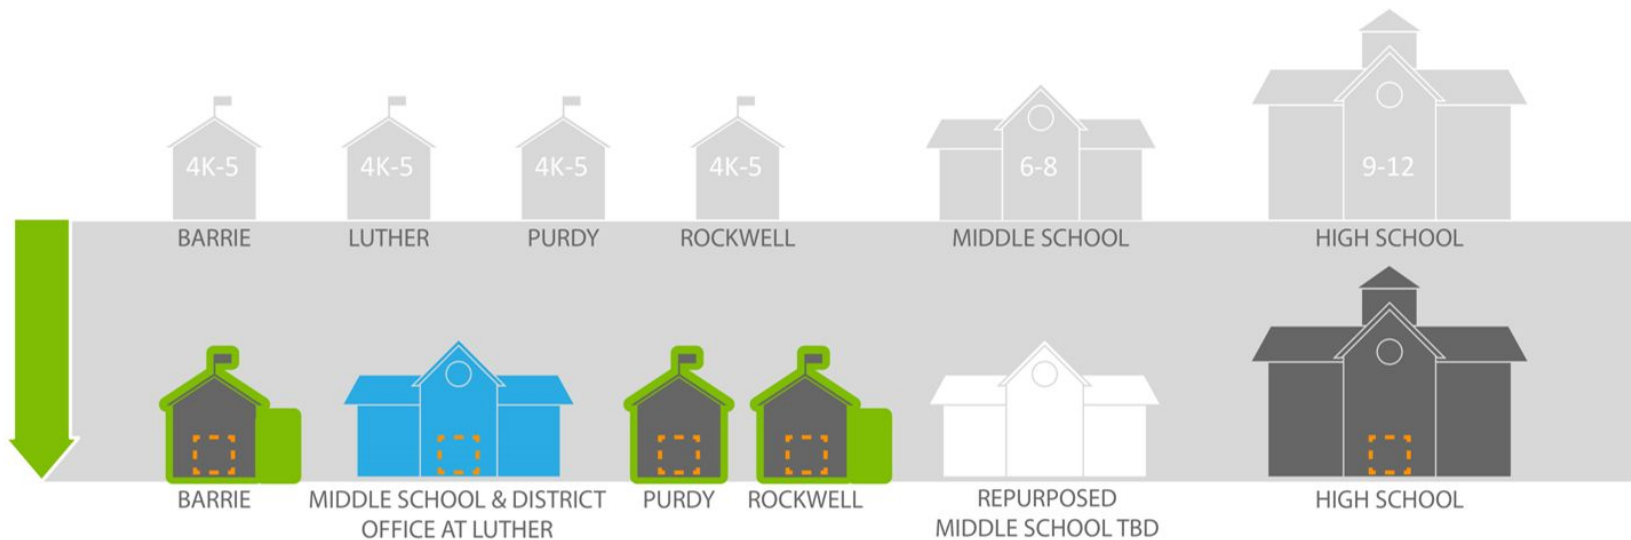 4K-5
4K-5
4K-5
4K-5
6-8
9-12
BARRIE
LUTHER
PURDY
ROCKWELL
MIDDLE SCHOOL
HIGH SCHOOL
BARRIE
MIDDLE SCHOOL & DISTRICT
OFFICE AT LUTHER
PURDY
ROCKWELL
REPURPOSED
MIDDLE SCHOOL TBD
HIGH SCHOOL